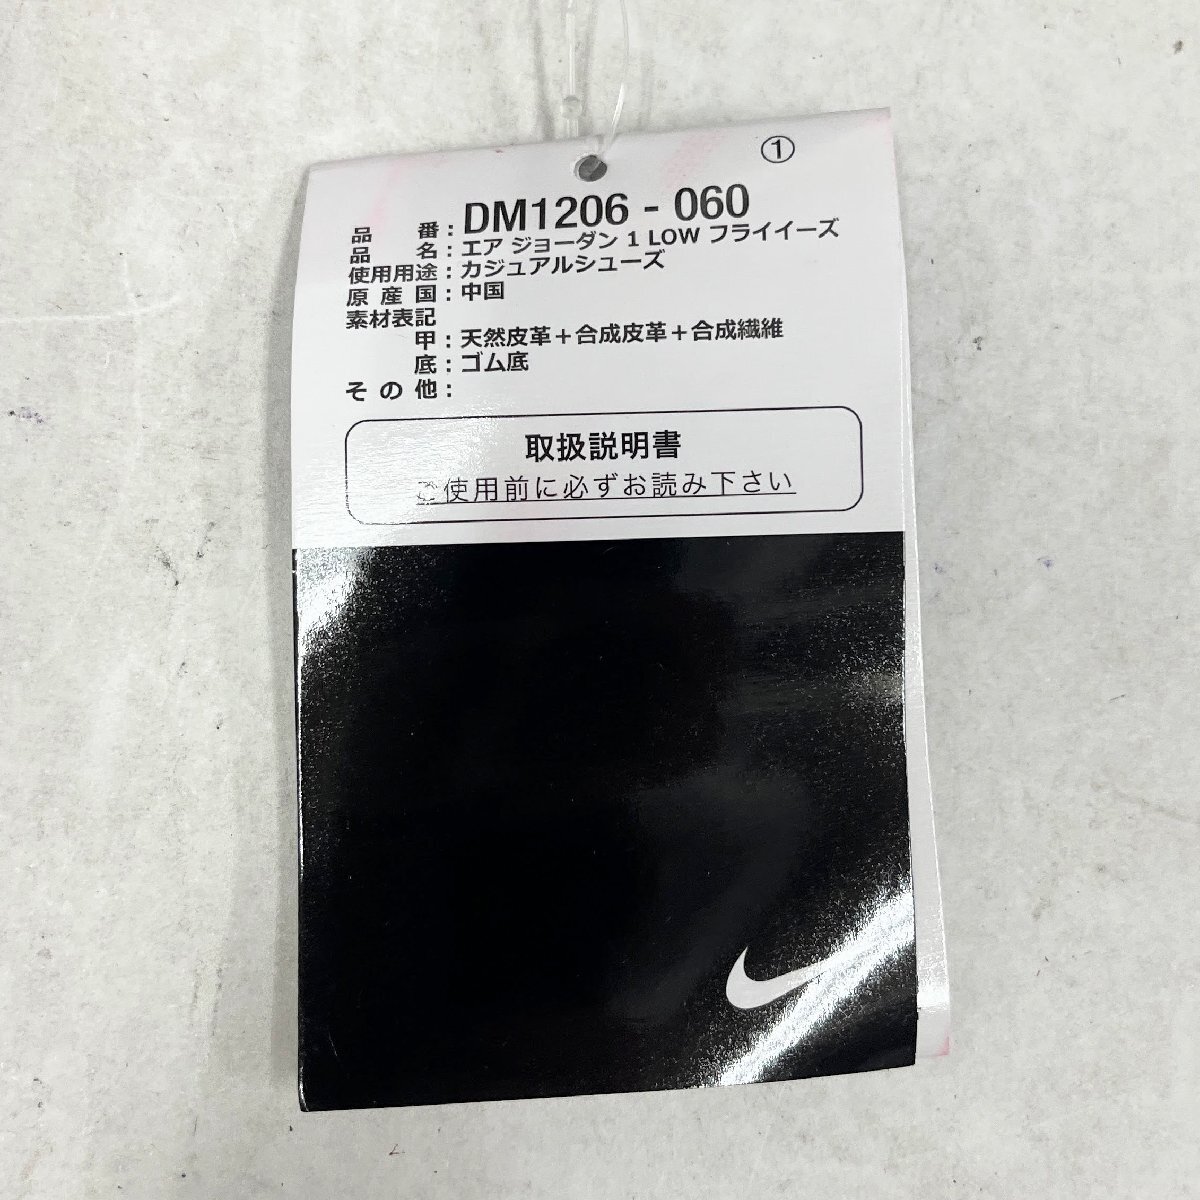 ①
品番：DM1206 - 060
品名：エア ジョーダン 1 LOW フライイーズ
使用用途：カジュアルシューズ
原産国：中国
素材表記
甲：天然皮革＋合成皮革＋合成繊維
底：ゴム底
その他：
取扱説明書
ご使用前に必ずお読み下さい